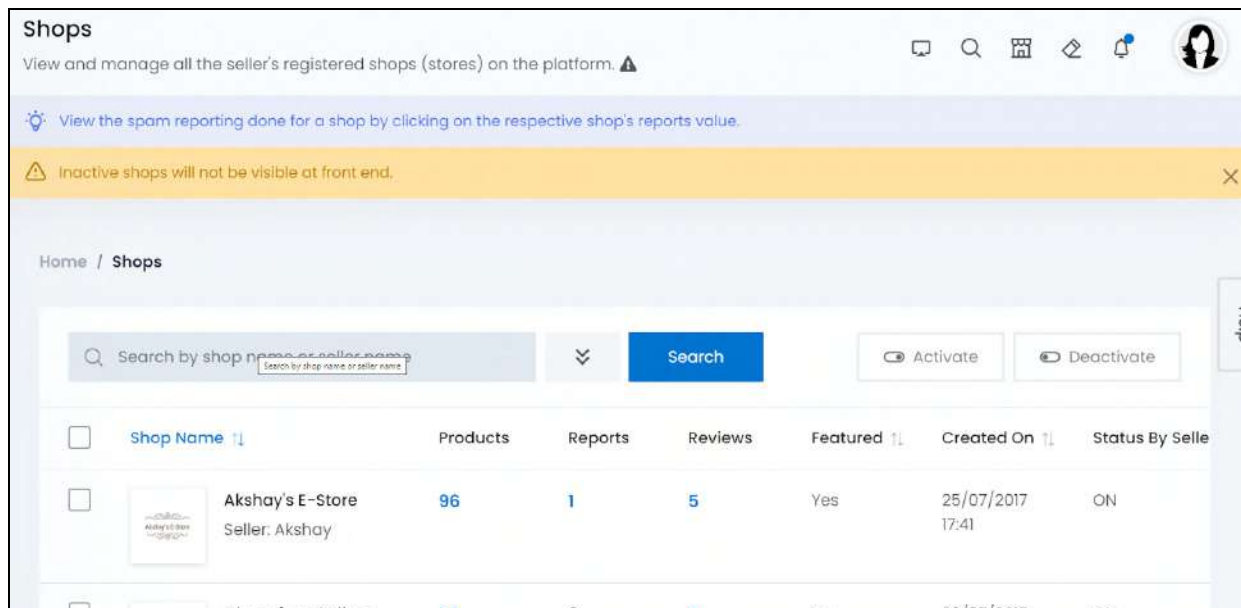 Shops
View and manage all the seller's registered shops (stores) on the platform.
View the spam reporting done for a shop by clicking on the respective shop's reports value.
Inactive shops will not be visible at front end.
Home / Shops
Search by shop name or seller name
Search by shop name or seller name
Search
Activate
Deactivate
Shop Name
Products
Reports
Reviews
Featured
Created On
Status By Selle
Akshay's E-Store
Akshay's E-Store
96
1
5
Yes
25/07/2017
ON
Seller: Akshay
17:41